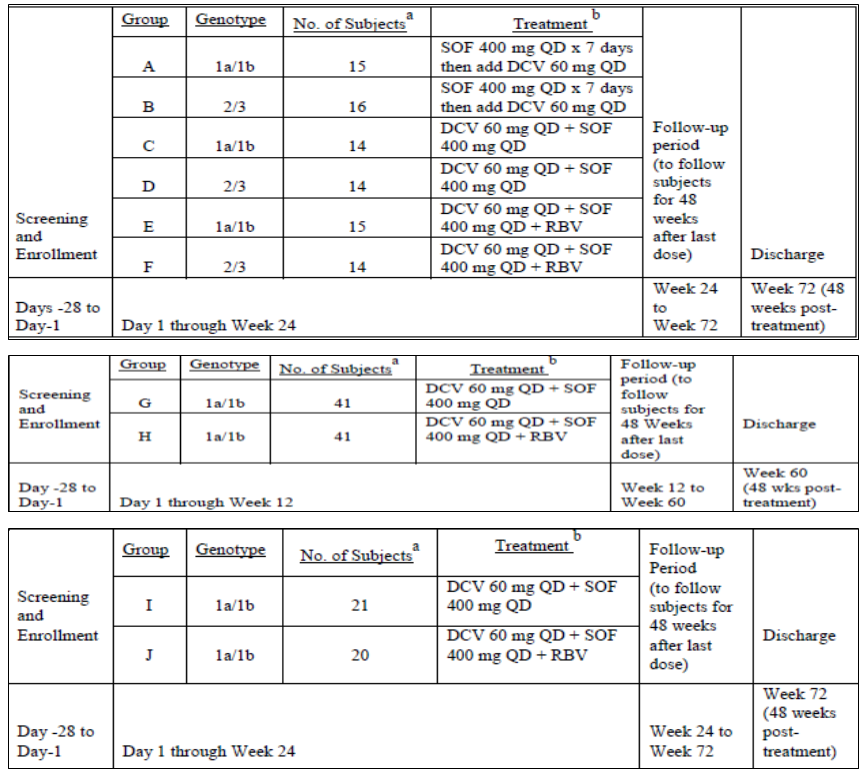 Group Genotype No. of Subjects^a Treatment^b
A 1a/1b 15 SOF 400 mg QD x 7 days
then add DCV 60 mg QD
B 2/3 16 SOF 400 mg QD x 7 days
then add DCV 60 mg QD
C 1a/1b 14 DCV 60 mg QD + SOF
400 mg QD
D 2/3 14 DCV 60 mg QD + SOF
400 mg QD
E 1a/1b 15 DCV 60 mg QD + SOF
400 mg QD + RBV
F 2/3 14 DCV 60 mg QD + SOF
400 mg QD + RBV
Screening
and
Enrollment
Follow-up
period
(to follow
subjects
for 48
weeks
after last
dose)
Discharge
Days -28 to
Day-1
Day 1 through Week 24
Week 24
to
Week 72
Week 72 (48
weeks post-
treatment)
Screening
and
Enrollment
Group Genotype No. of Subjects^a Treatment^b
G 1a/1b 41 DCV 60 mg QD + SOF
400 mg QD
H 1a/1b 41 DCV 60 mg QD + SOF
400 mg QD + RBV
Follow-up
period (to
follow
subjects for
48 Weeks
after last
dose)
Discharge
Day -28 to
Day-1
Day 1 through Week 12
Week 12 to
Week 60
Week 60
(48 wks post-
treatment)
Screening
and
Enrollment
Group Genotype No. of Subjects^a Treatment^b
I 1a/1b 21 DCV 60 mg QD + SOF
400 mg QD
J 1a/1b 20 DCV 60 mg QD + SOF
400 mg QD + RBV
Follow-up
Period
(to follow
subjects for
48 weeks
after last
dose)
Discharge
Day -28 to
Day-1
Day 1 through Week 24
Week 24 to
Week 72
Week 72
(48 weeks
post-
treatment)